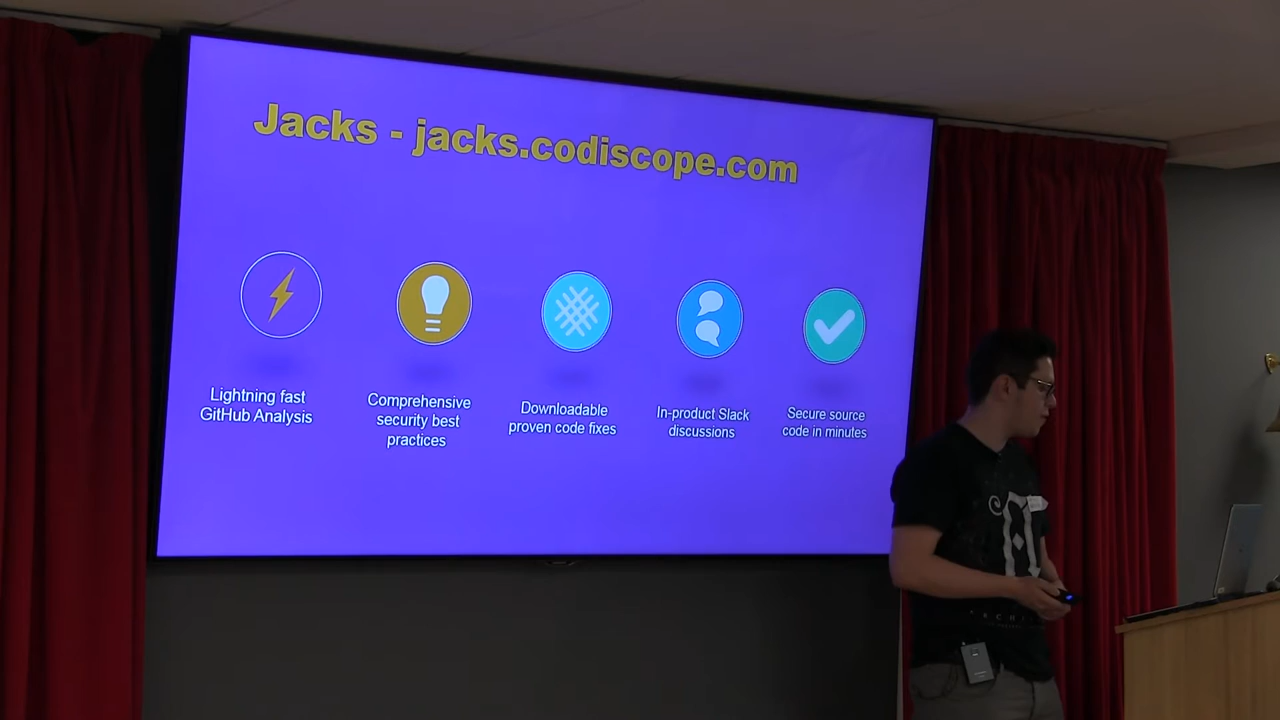 Jacks - jacks.codiscope.com
Lightning fast
GitHub Analysis
Comprehensive
security best
practices
Downloadable
proven code fixes
In-product Slack
discussions
Secure source
code in minutes